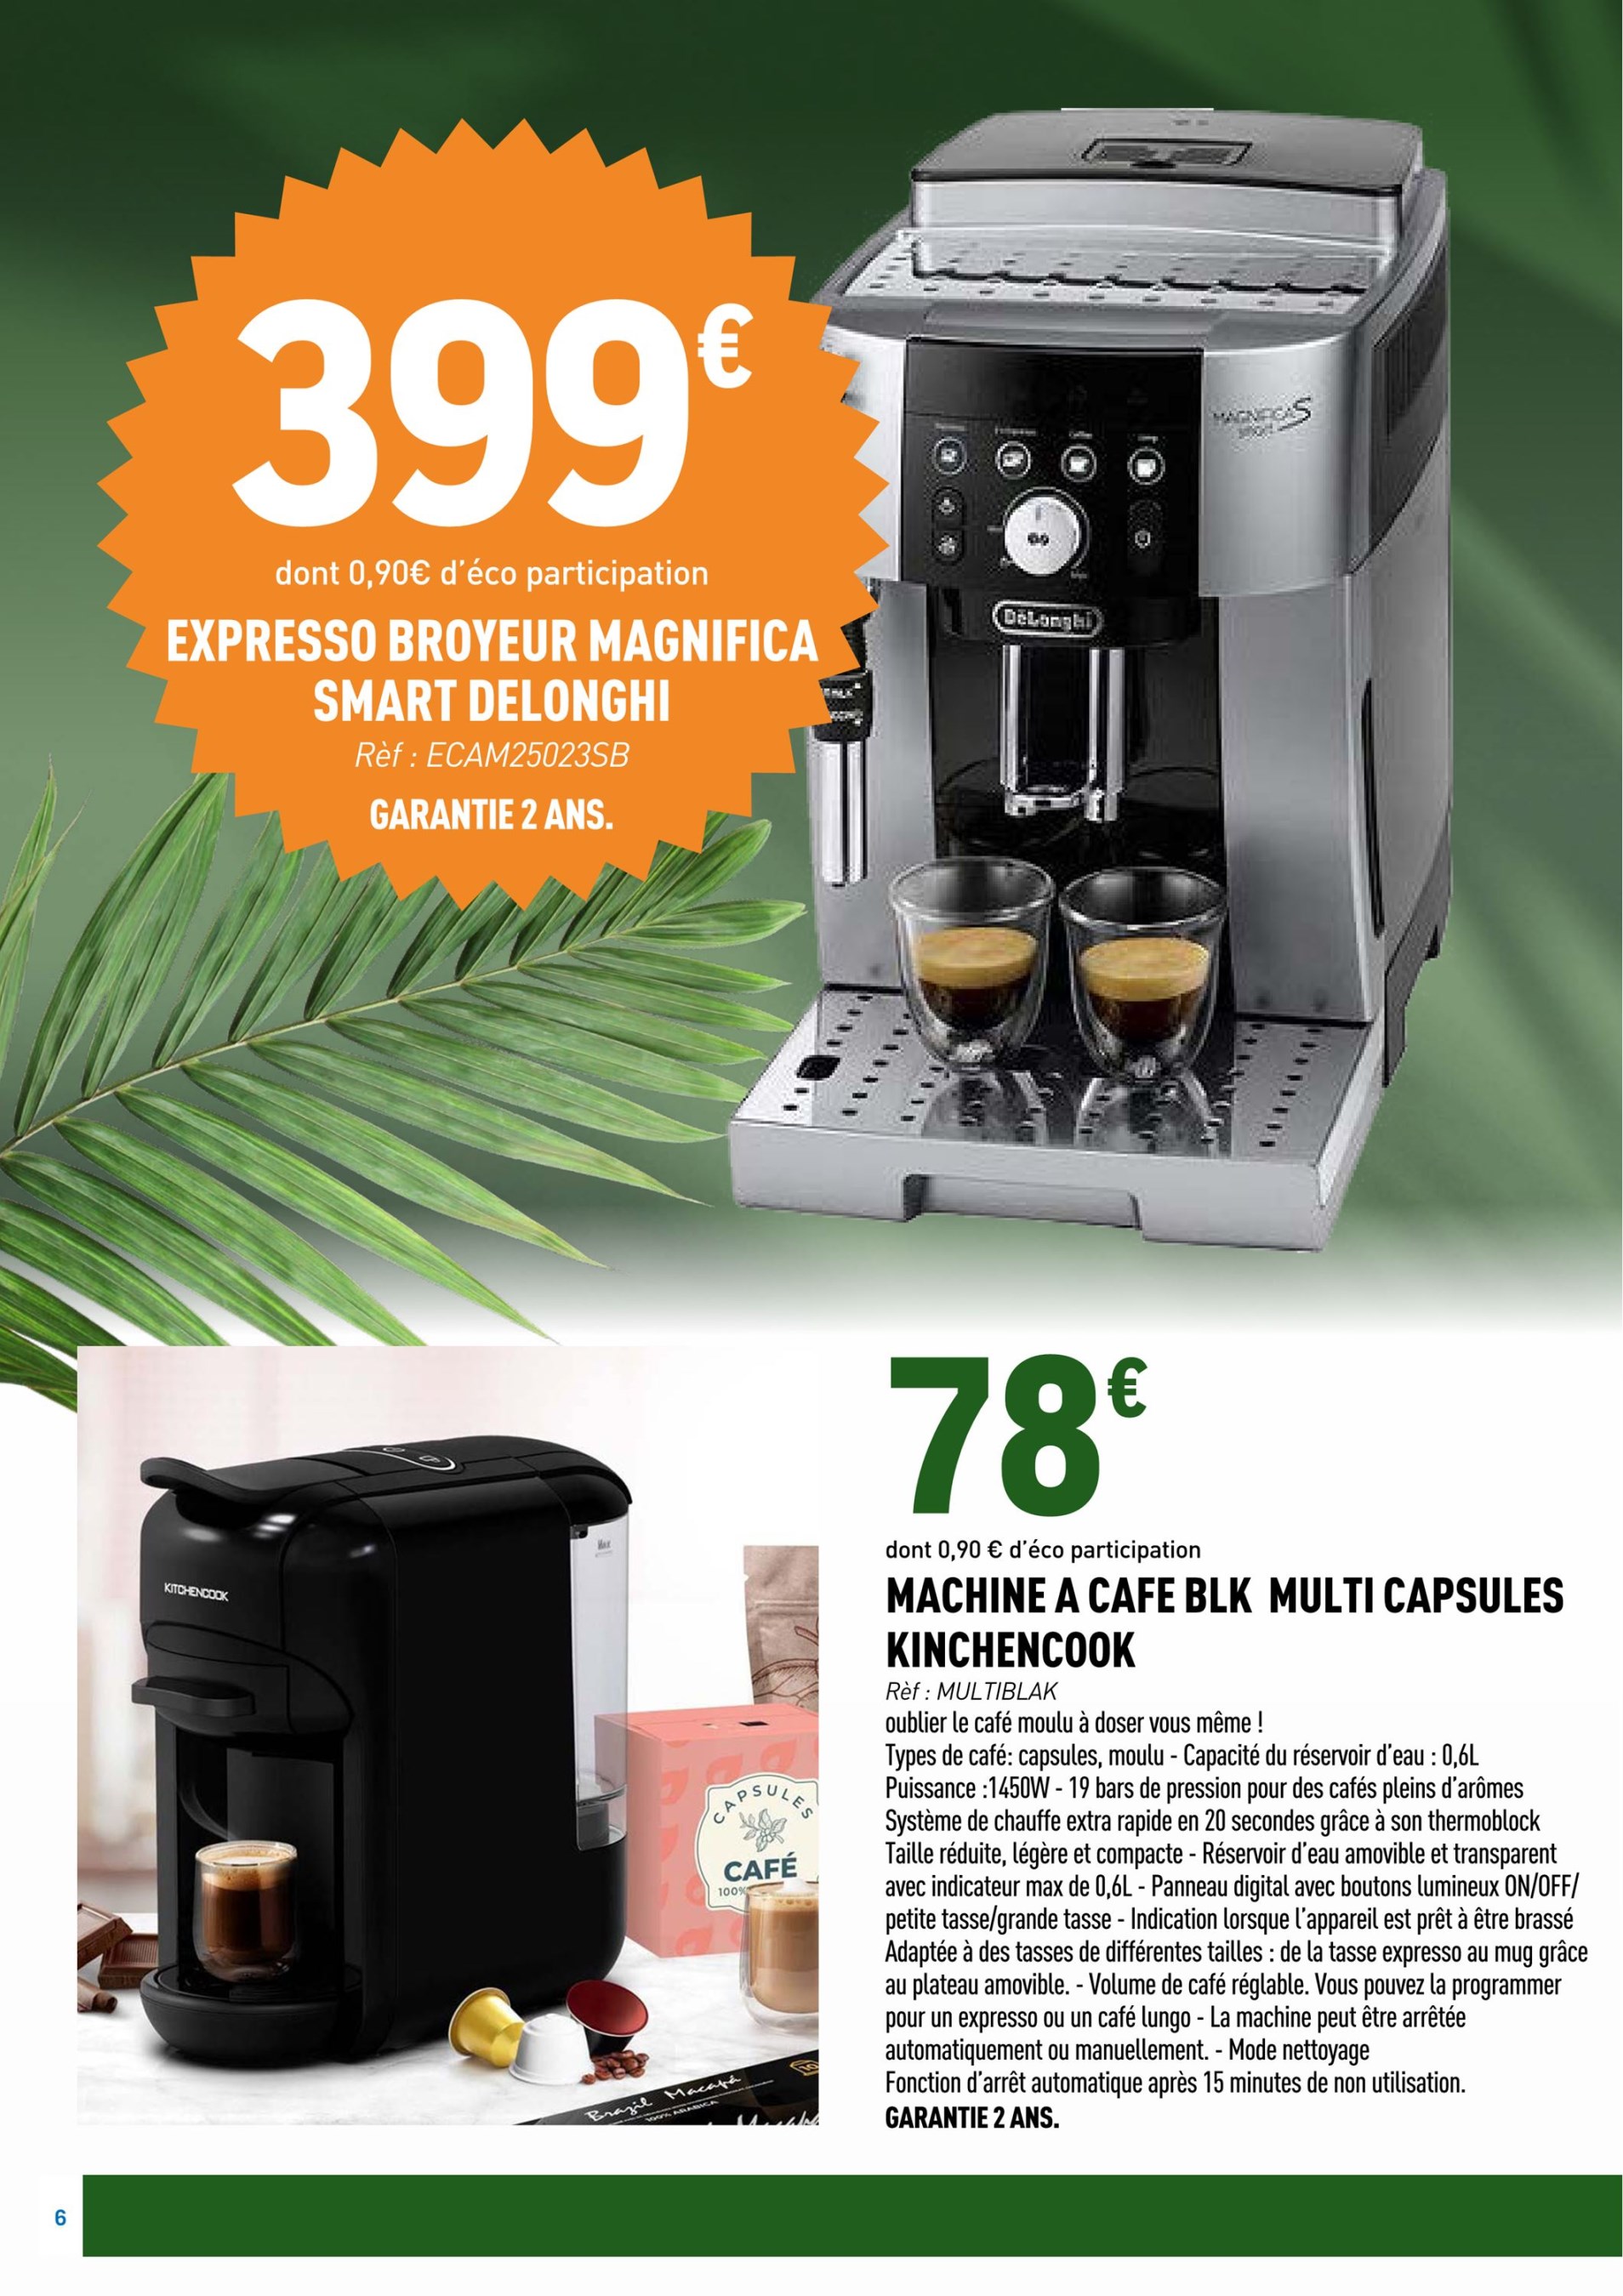 399€
dont 0,90€ d'éco participation
EXPRESSO BROYEUR MAGNIFICA
SMART DELONGHI
Rèf : ECAM25023SB
GARANTIE 2 ANS.
MAGNIFICA S
smart
DeLonghi
78€
dont 0,90 € d'éco participation
MACHINE A CAFE BLK MULTI CAPSULES
KINCHENCOOK
Rèf : MULTIBLAK
oublier le café moulu à doser vous même !
Types de café: capsules, moulu - Capacité du réservoir d'eau : 0,6L
Puissance :1450W - 19 bars de pression pour des cafés pleins d'arômes
Système de chauffe extra rapide en 20 secondes grâce à son thermoblock
Taille réduite, légère et compacte - Réservoir d'eau amovible et transparent
avec indicateur max de 0,6L - Panneau digital avec boutons lumineux ON/OFF/
petite tasse/grande tasse - Indication lorsque l'appareil est prêt à être brassé
Adaptée à des tasses de différentes tailles : de la tasse expresso au mug grâce
au plateau amovible. - Volume de café réglable. Vous pouvez la programmer
pour un expresso ou un café lungo - La machine peut être arrêtée
automatiquement ou manuellement. - Mode nettoyage
Fonction d'arrêt automatique après 15 minutes de non utilisation.
GARANTIE 2 ANS.
KITCHENCOOK
Max
CAPSULES
CAFÉ
100%
Brazil Macapá
100% ARABICA
6